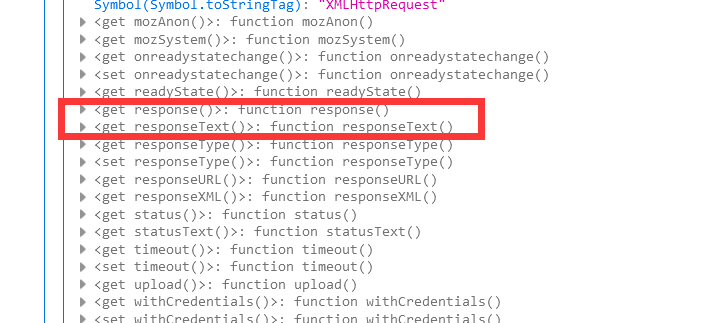 Symbol(Symbol.toStringTag): "XMLHttpRequest"
<get mozAnon()>: function mozAnon()
<get mozSystem()>: function mozSystem()
<get onreadystatechange()>: function onreadystatechange()
<set onreadystatechange()>: function onreadystatechange()
<get readyState()>: function readyState()
<get response()>: function response()
<get responseText()>: function responseText()
<get responseType()>: function responseType()
<set responseType()>: function responseType()
<get responseURL()>: function responseURL()
<get responseXML()>: function responseXML()
<get status()>: function status()
<get statusText()>: function statusText()
<get timeout()>: function timeout()
<set timeout()>: function timeout()
<get upload()>: function upload()
<get withCredentials()>: function withCredentials()
<set withCredentials()>: function withCredentials()